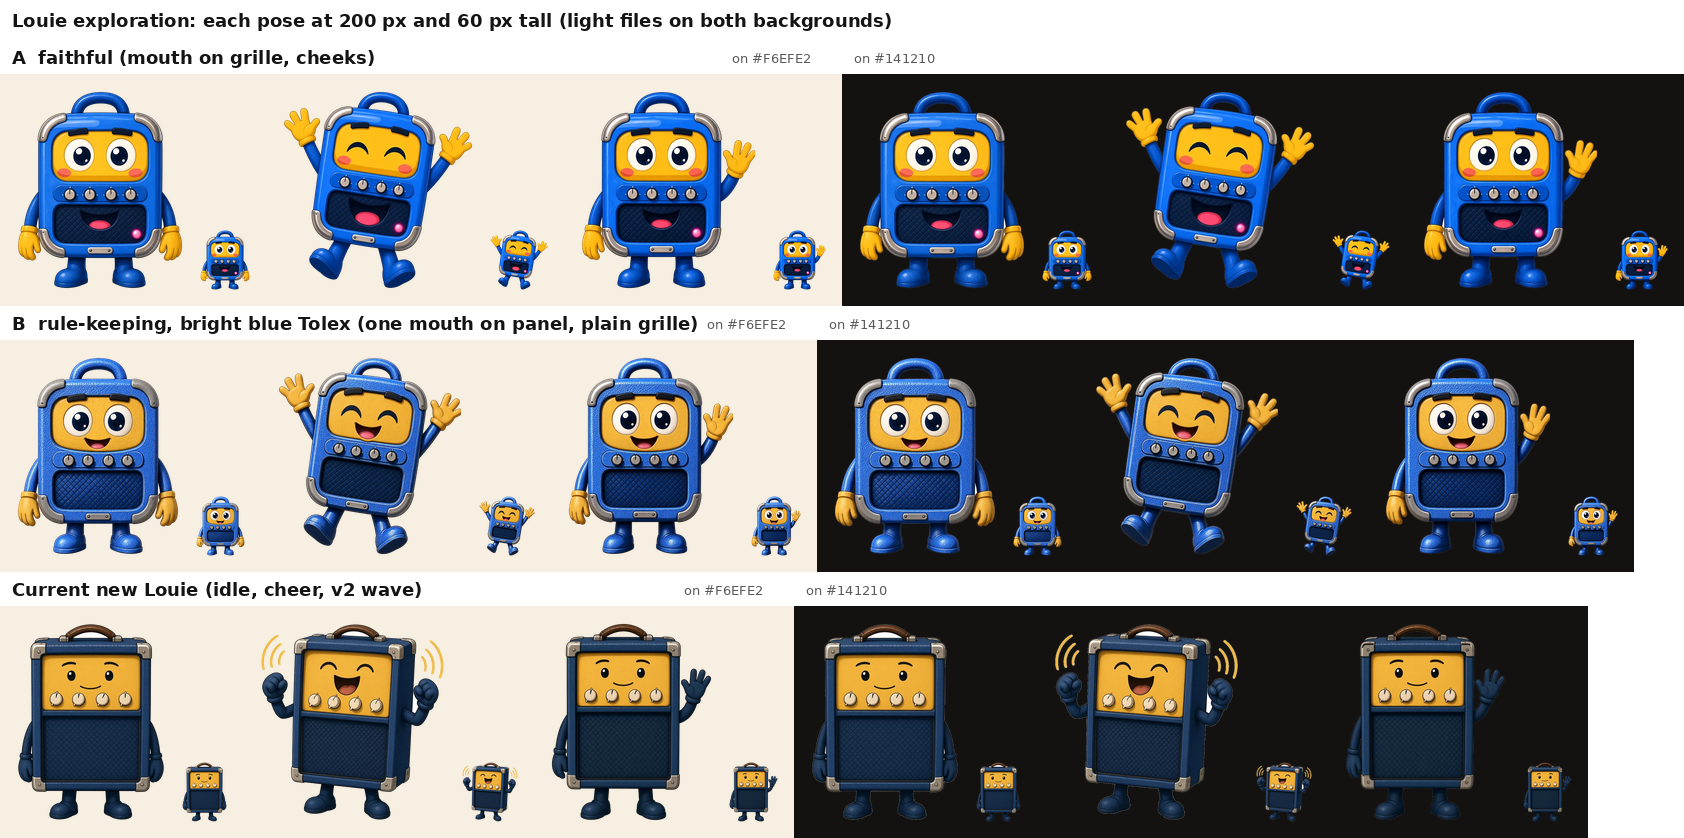 Louie exploration: each pose at 200 px and 60 px tall (light files on both backgrounds)
A  faithful (mouth on grille, cheeks) on #F6EFE2 on #141210
B  rule-keeping, bright blue Tolex (one mouth on panel, plain grille) on #F6EFE2 on #141210
Current new Louie (idle, cheer, v2 wave) on #F6EFE2 on #141210